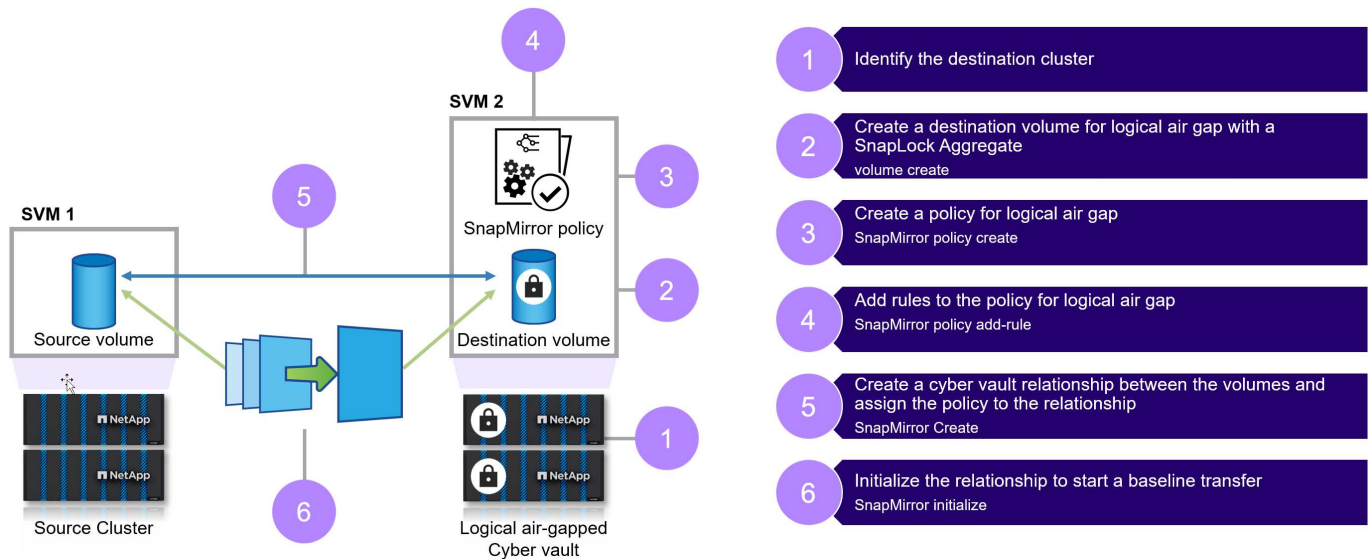 4
SVM 2
3
SnapMirror policy
5
SVM 1
2
Source volume
Destination volume
NetApp
NetApp
NetApp
NetApp
1
6
Source Cluster
Logical air-gapped
Cyber vault
1
Identify the destination cluster
2
Create a destination volume for logical air gap with a
SnapLock Aggregate
volume create
3
Create a policy for logical air gap
SnapMirror policy create
4
Add rules to the policy for logical air gap
SnapMirror policy add-rule
5
Create a cyber vault relationship between the volumes and
assign the policy to the relationship
SnapMirror Create
6
Initialize the relationship to start a baseline transfer
SnapMirror initialize